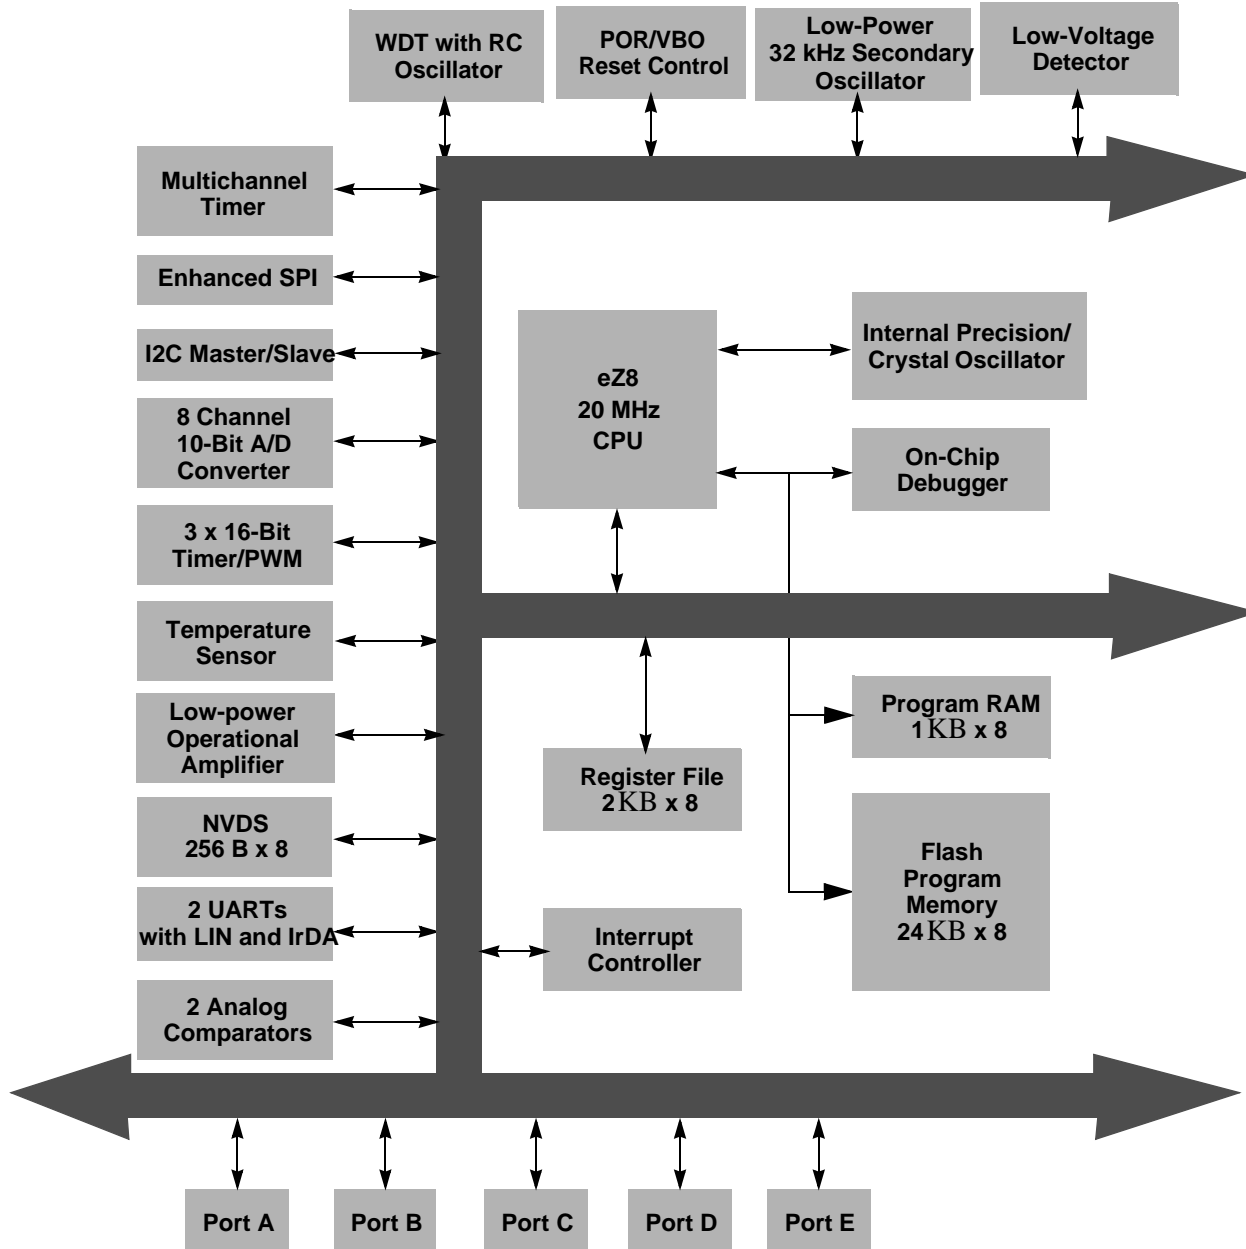 WDT with RC
Oscillator
POR/VBO
Reset Control
Low-Power
32 kHz Secondary
Oscillator
Low-Voltage
Detector
Multichannel
Timer
Enhanced SPI
I2C Master/Slave
8 Channel
10-Bit A/D
Converter
3 x 16-Bit
Timer/PWM
Temperature
Sensor
Low-power
Operational
Amplifier
NVDS
256 B x 8
2 UARTs
with LIN and IrDA
2 Analog
Comparators
eZ8
20 MHz
CPU
Internal Precision/
Crystal Oscillator
On-Chip
Debugger
Register File
2KB x 8
Program RAM
1KB x 8
Flash
Program
Memory
24KB x 8
Interrupt
Controller
Port A
Port B
Port C
Port D
Port E